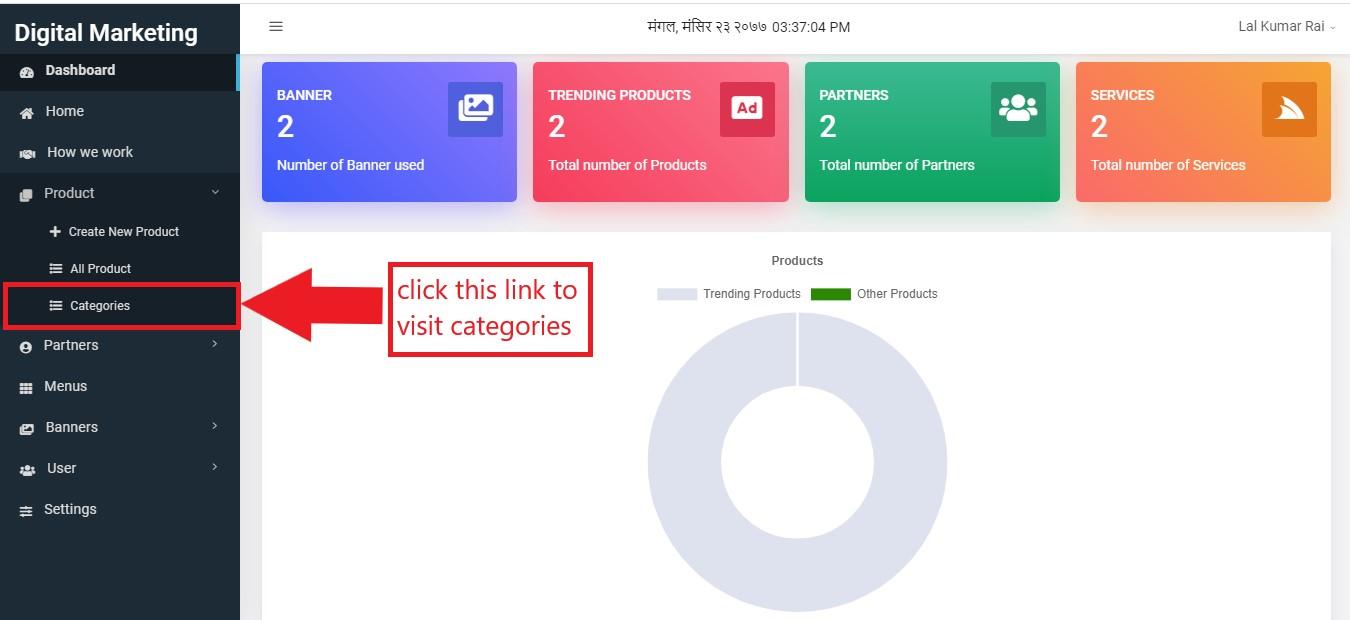 Digital Marketing
मंगल, मंसिर २३ २०७७ 03:37:04 PM
Lal Kumar Rai
Dashboard
Home
How we work
Product
Create New Product
All Product
Categories
Partners
Menus
Banners
User
Settings
BANNER
2
Number of Banner used
TRENDING PRODUCTS
2
Total number of Products
Ad
PARTNERS
2
Total number of Partners
SERVICES
2
Total number of Services
click this link to
visit categories
Products
Trending Products Other Products